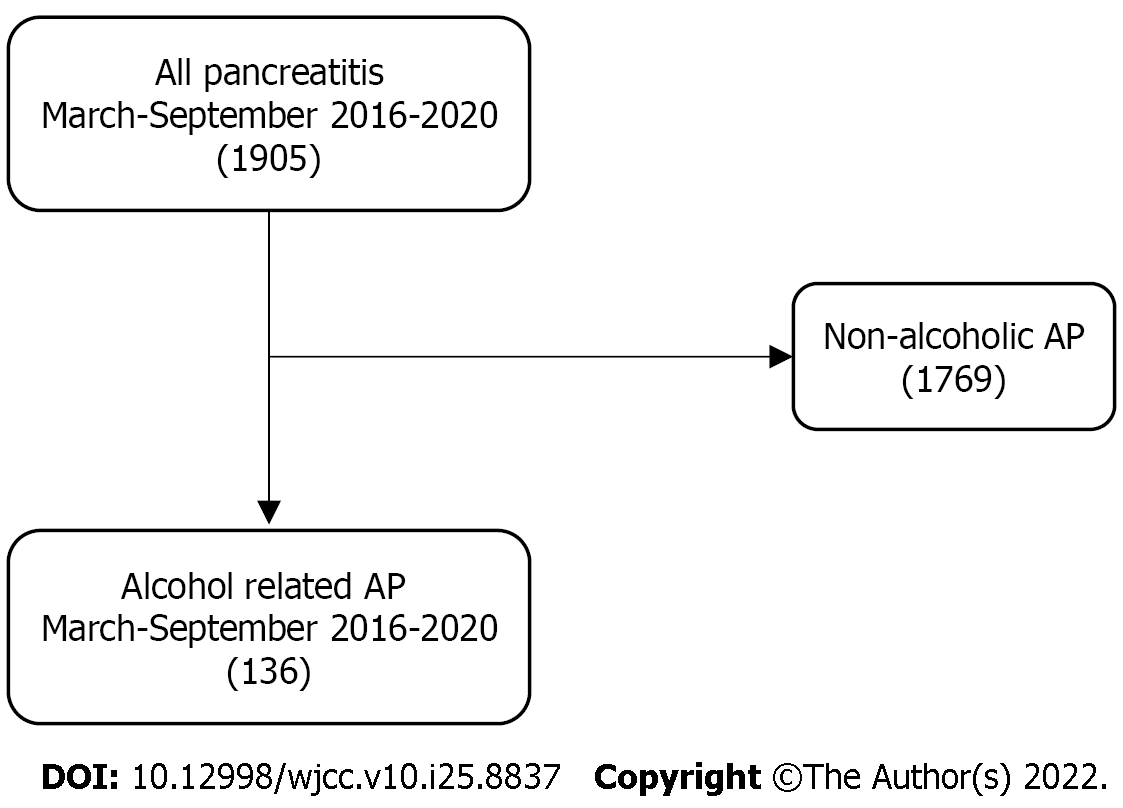 All pancreatitis
March-September 2016-2020
(1905)
Non-alcoholic AP
(1769)
Alcohol related AP
March-September 2016-2020
(136)
DOI: 10.12998/wjcc.v10.i25.8837 Copyright ©The Author(s) 2022.